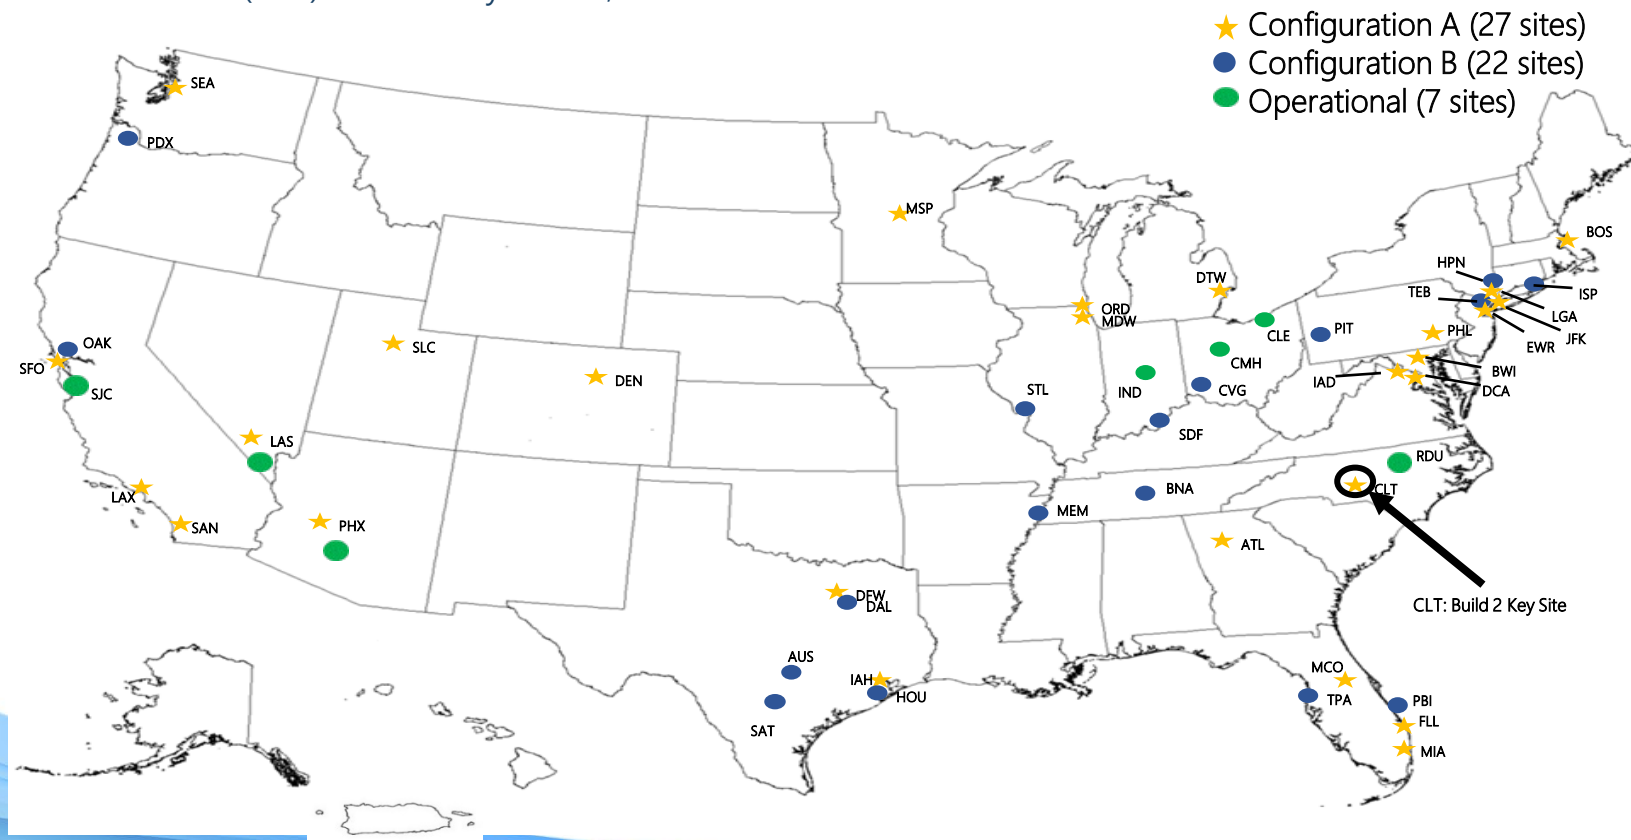 Configuration A (27 sites)
Configuration B (22 sites)
Operational (7 sites)
SEA
PDX
MSP
BOS
HPN
DTW
TEB
ISP
ORD
LGA
MDW
CLE
PIT
PHL
JFK
EWR
OAK
SLC
CMH
SFO
BWI
DEN
IAD
SJC
STL
IND
CVG
DCA
SDF
LAS
RDU
BNA
CLT
LAX
MEM
SAN
PHX
ATL
DFW
DAL
CLT: Build 2 Key Site
AUS
MCO
IAH
HOU
TPA
PBI
SAT
FLL
MIA